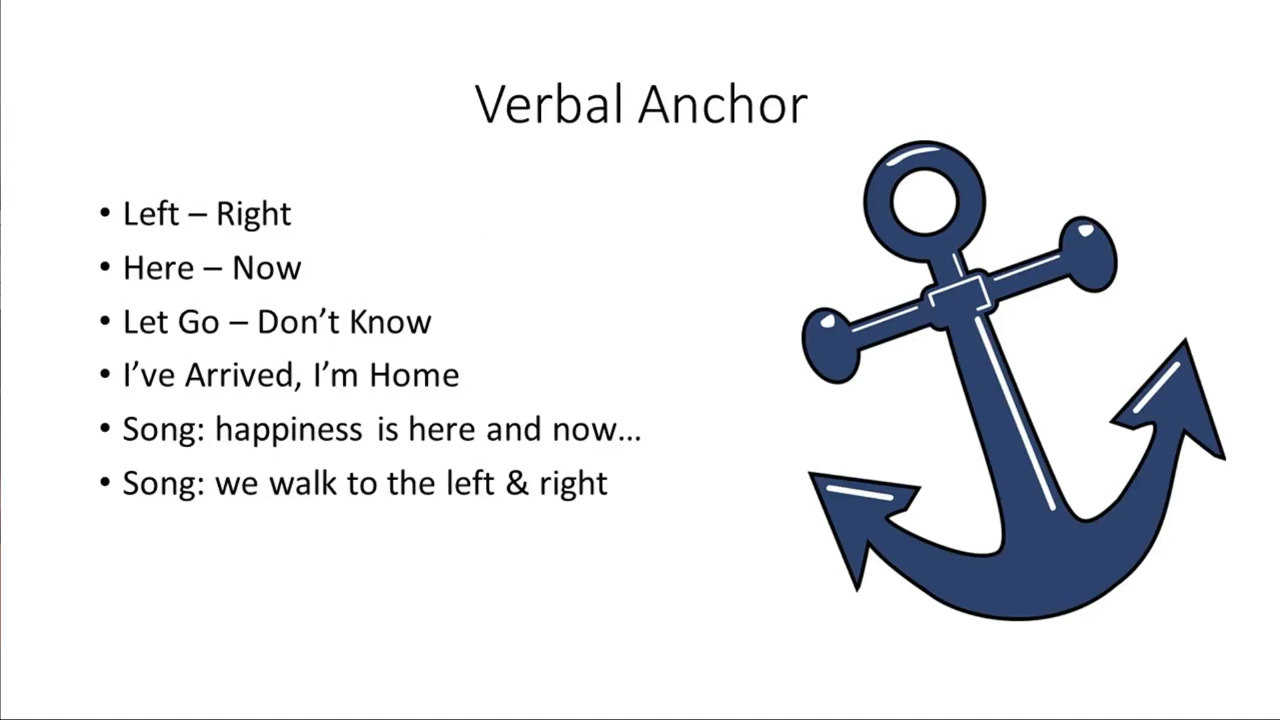 Verbal Anchor
• Left – Right
• Here – Now
• Let Go – Don’t Know
• I’ve Arrived, I’m Home
• Song: happiness is here and now…
• Song: we walk to the left & right